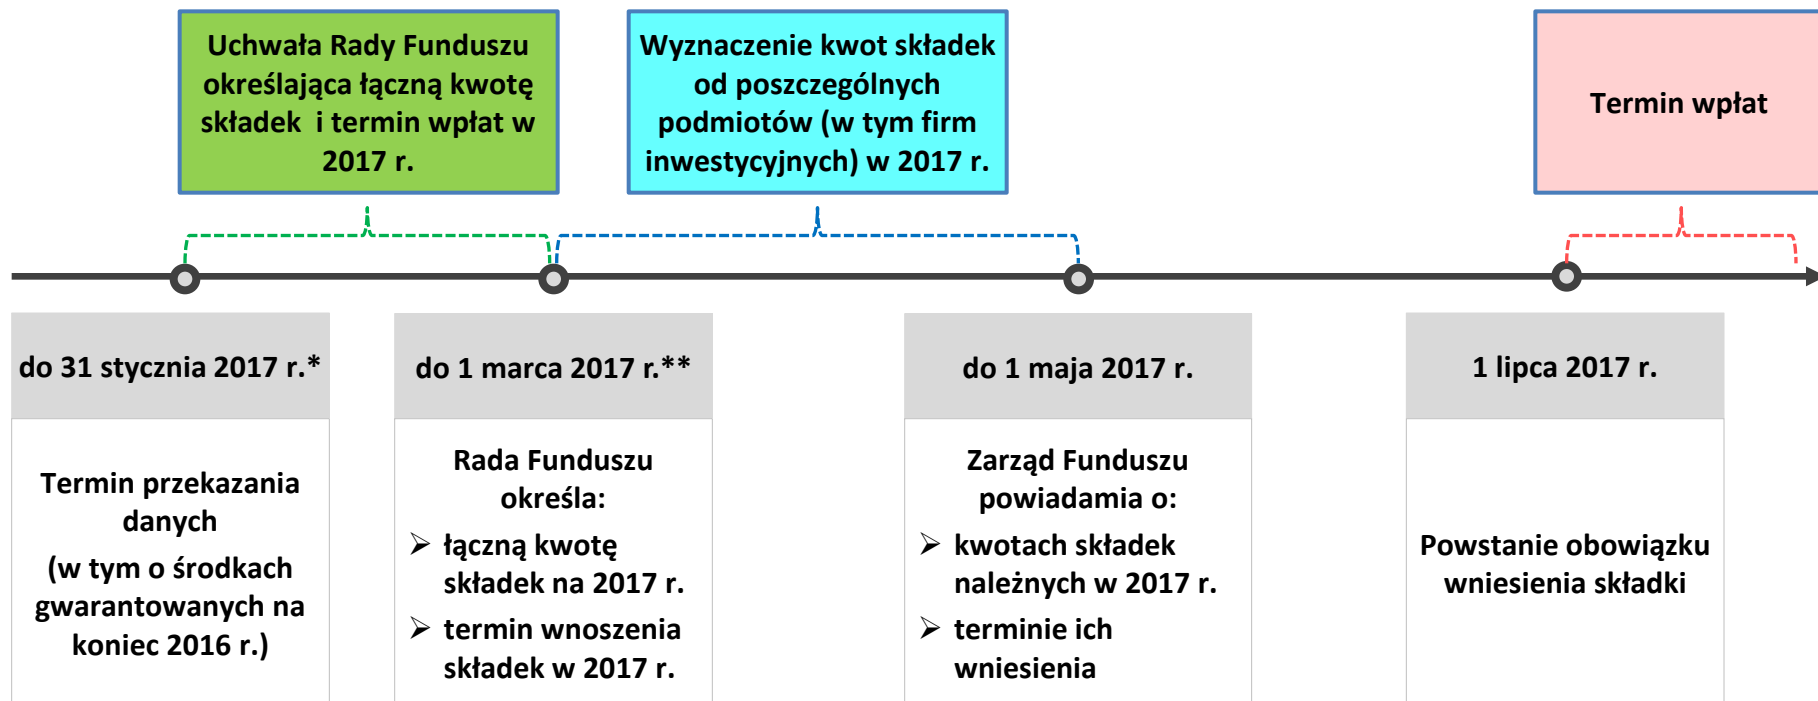 Uchwała Rady Funduszu
określająca łączną kwotę
składek i termin wpłat w
2017 r.
Wyznaczenie kwot składek
od poszczególnych
podmiotów (w tym firm
inwestycyjnych) w 2017 r.
Termin wpłat
do 31 stycznia 2017 r.*
do 1 marca 2017 r.**
do 1 maja 2017 r.
1 lipca 2017 r.
Termin przekazania
danych
(w tym o środkach
gwarantowanych na
koniec 2016 r.)
Rada Funduszu
określa:
➢ łączną kwotę
składek na 2017 r.
➢ termin wnoszenia
składek w 2017 r.
Zarząd Funduszu
powiadamia o:
➢ kwotach składek
należnych w 2017 r.
➢ terminie ich
wniesienia
Powstanie obowiązku
wniesienia składki